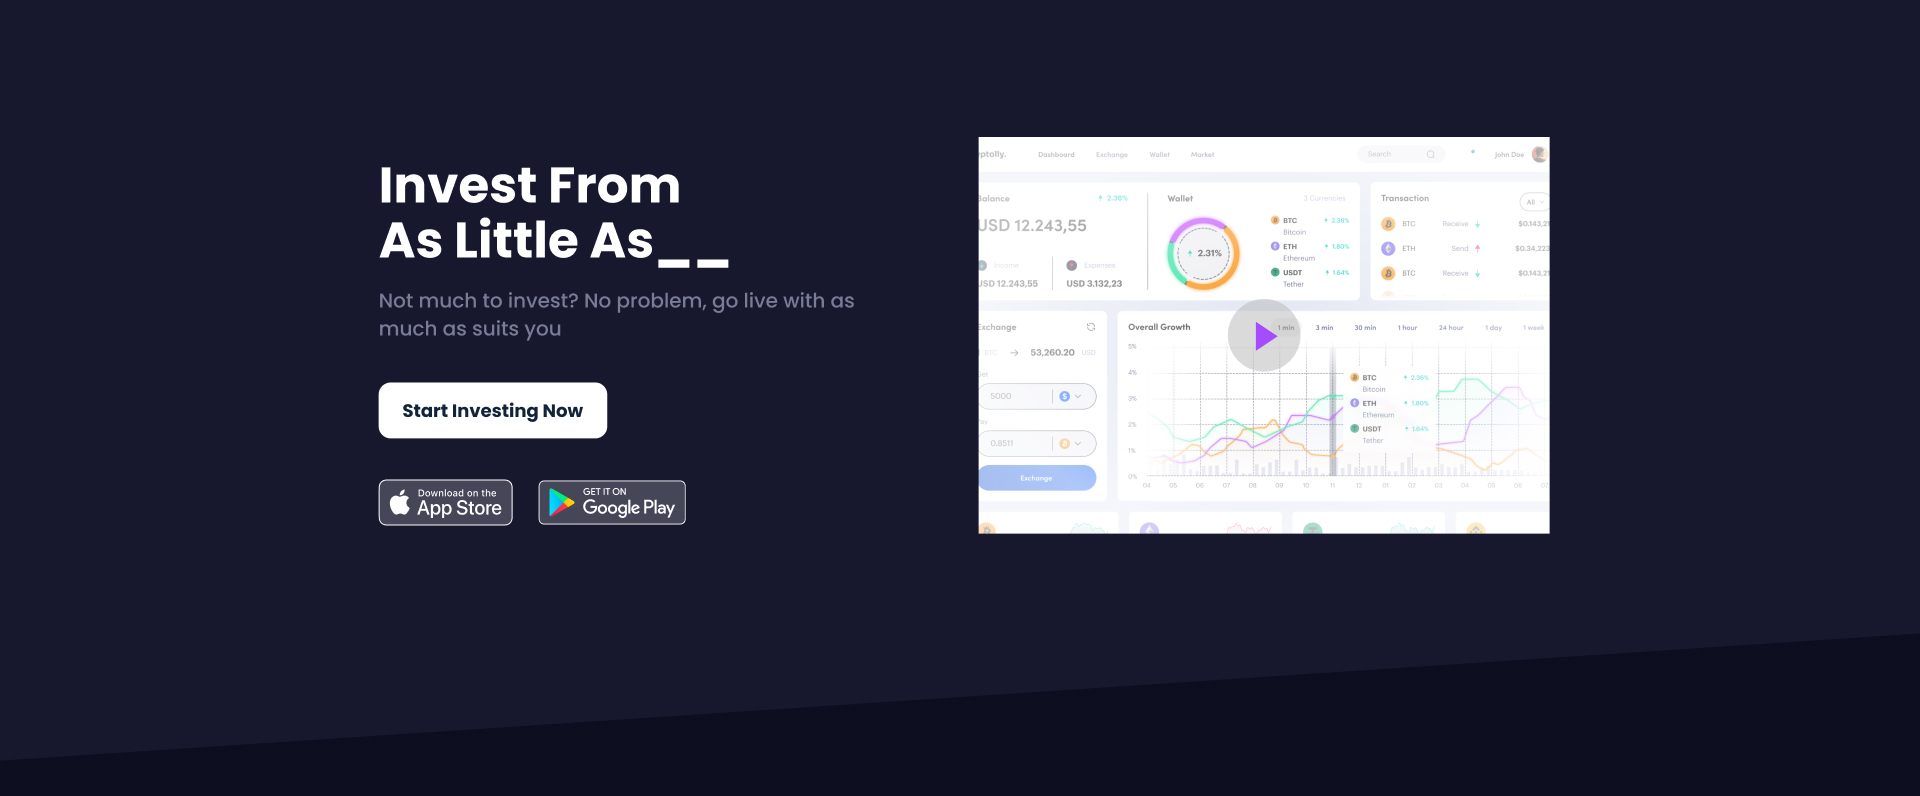 Invest From
As Little As__
Not much to invest? No problem, go live with as
much as suits you
Start Investing Now
Download on the
App Store
GET IT ON
Google Play
ptolly.
Dashboard Exchange Wallet Market
Search
John Doe
Balance
2.36%
USD 12.243,55
Income Expenses
USD 12.243,55 USD 3.132,23
Wallet
3 Currencies
2.31%
BTC 2.36%
Bitcoin
ETH 1.80%
Ethereum
USDT 1.64%
Tether
Transaction
All
BTC Receive $0.143,21
ETH Send $0.34,223
BTC Receive $0.143,21
Exchange
BTC 53,260.20 USD
5000
0.8511
Exchange
Overall Growth
1 min 3 min 30 min 1 hour 24 hour 1 day 1 week
5%
4%
3%
2%
1%
0%
BTC 2.36%
Bitcoin
ETH 1.80%
Ethereum
USDT 1.64%
Tether
04 05 06 07 08 09 10 11 12 01 02 03 04 05 06 07